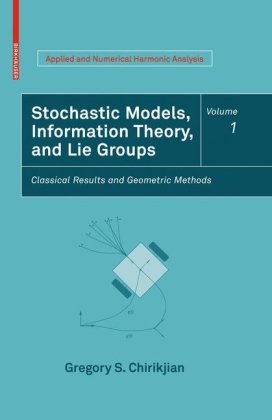 BIRKHÄUSER
Applied and Numerical Harmonic Analysis
Stochastic Models,
Information Theory,
and Lie Groups
Volume
1
Classical Results and Geometric Methods
Gregory S. Chirikjian